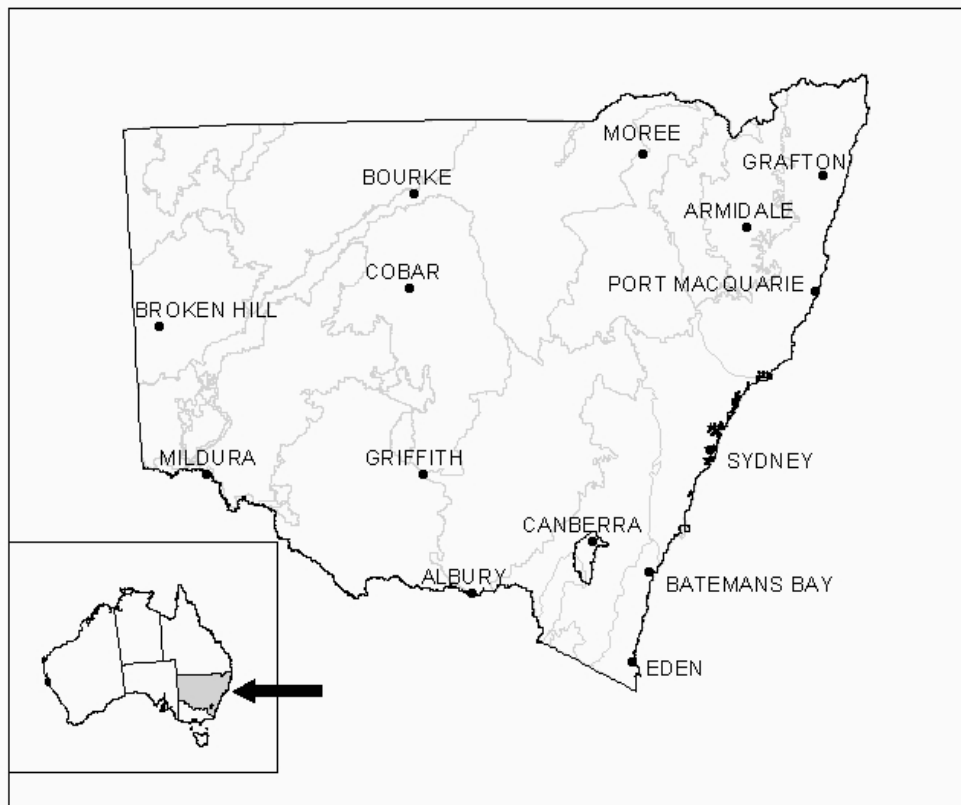 MOREE
GRAFTON
BOURKE
ARMIDALE
COBAR
PORT MACQUARIE
BROKEN HILL
MILDURA
GRIFFITH
SYDNEY
CANBERRA
ALBURY
BATEMANS BAY
EDEN